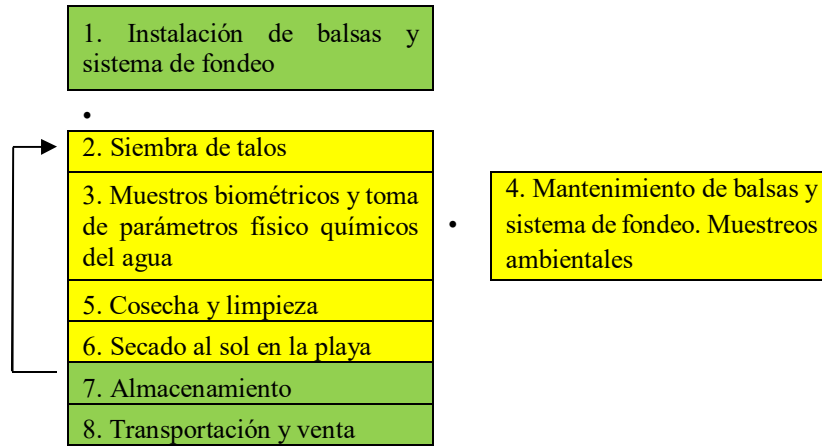 1. Instalación de balsas y
sistema de fondeo
•
2. Siembra de talos
3. Muestros biométricos y toma
de parámetros físico químicos
del agua
•
4. Mantenimiento de balsas y
sistema de fondeo. Muestreos
ambientales
5. Cosecha y limpieza
6. Secado al sol en la playa
7. Almacenamiento
8. Transportación y venta